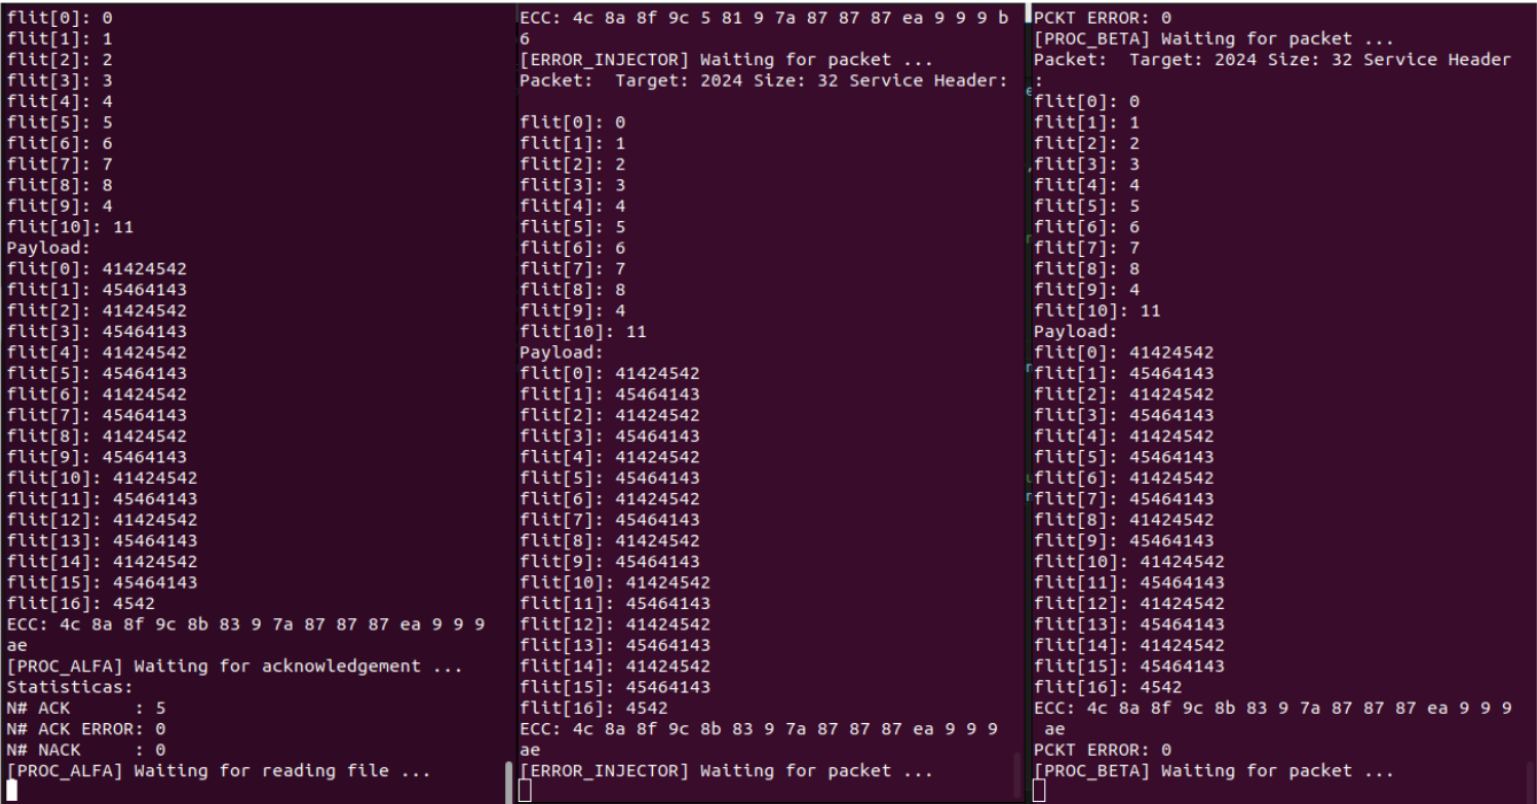 flit[0]: 0
flit[1]: 1
flit[2]: 2
flit[3]: 3
flit[4]: 4
flit[5]: 5
flit[6]: 6
flit[7]: 7
flit[8]: 8
flit[9]: 4
flit[10]: 11
Payload:
flit[0]: 41424542
flit[1]: 45464143
flit[2]: 41424542
flit[3]: 45464143
flit[4]: 41424542
flit[5]: 45464143
flit[6]: 41424542
flit[7]: 45464143
flit[8]: 41424542
flit[9]: 45464143
flit[10]: 41424542
flit[11]: 45464143
flit[12]: 41424542
flit[13]: 45464143
flit[14]: 41424542
flit[15]: 45464143
flit[16]: 4542
ECC: 4c 8a 8f 9c 8b 83 9 7a 87 87 87 ea 9 9 9
ae
[PROC_ALFA] Waiting for acknowledgement ...
Statisticas:
N# ACK      : 5
N# ACK ERROR: 0
N# NACK     : 0
[PROC_ALFA] Waiting for reading file ...
ECC: 4c 8a 8f 9c 5 81 9 7a 87 87 87 ea 9 9 9 b
6
[ERROR_INJECTOR] Waiting for packet ...
Packet:  Target: 2024 Size: 32 Service Header:
flit[0]: 0
flit[1]: 1
flit[2]: 2
flit[3]: 3
flit[4]: 4
flit[5]: 5
flit[6]: 6
flit[7]: 7
flit[8]: 8
flit[9]: 4
flit[10]: 11
Payload:
flit[0]: 41424542
flit[1]: 45464143
flit[2]: 41424542
flit[3]: 45464143
flit[4]: 41424542
flit[5]: 45464143
flit[6]: 41424542
flit[7]: 45464143
flit[8]: 41424542
flit[9]: 45464143
flit[10]: 41424542
flit[11]: 45464143
flit[12]: 41424542
flit[13]: 45464143
flit[14]: 41424542
flit[15]: 45464143
flit[16]: 4542
ECC: 4c 8a 8f 9c 8b 83 9 7a 87 87 87 ea 9 9 9
ae
[ERROR_INJECTOR] Waiting for packet ...
PCKT ERROR: 0
[PROC_BETA] Waiting for packet ...
Packet:  Target: 2024 Size: 32 Service Header
:
flit[0]: 0
flit[1]: 1
flit[2]: 2
flit[3]: 3
flit[4]: 4
flit[5]: 5
flit[6]: 6
flit[7]: 7
flit[8]: 8
flit[9]: 4
flit[10]: 11
Payload:
flit[0]: 41424542
flit[1]: 45464143
flit[2]: 41424542
flit[3]: 45464143
flit[4]: 41424542
flit[5]: 45464143
flit[6]: 41424542
flit[7]: 45464143
flit[8]: 41424542
flit[9]: 45464143
flit[10]: 41424542
flit[11]: 45464143
flit[12]: 41424542
flit[13]: 45464143
flit[14]: 41424542
flit[15]: 45464143
flit[16]: 4542
ECC: 4c 8a 8f 9c 8b 83 9 7a 87 87 87 ea 9 9 9
ae
PCKT ERROR: 0
[PROC_BETA] Waiting for packet ...